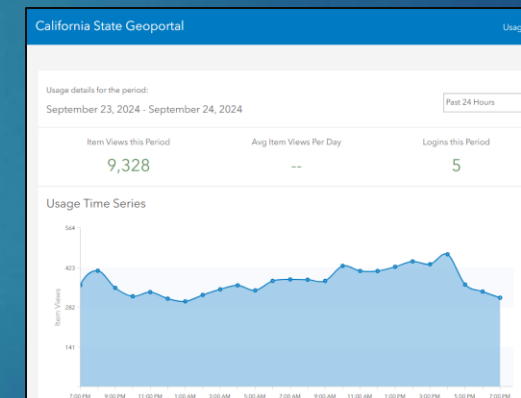 California State Geoportal
Usag
Usage details for the period:
September 23, 2024 - September 24, 2024
Past 24 Hours
Item Views this Period
Avg Item Views Per Day
Logins this Period
9,328
--
5
Usage Time Series
564
423
282
141
Item Views
7:00 PM 9:00 PM 11:00 PM 1:00 AM 3:00 AM 5:00 AM 7:00 AM 9:00 AM 11:00 AM 1:00 PM 3:00 PM 5:00 PM 7:00 PM